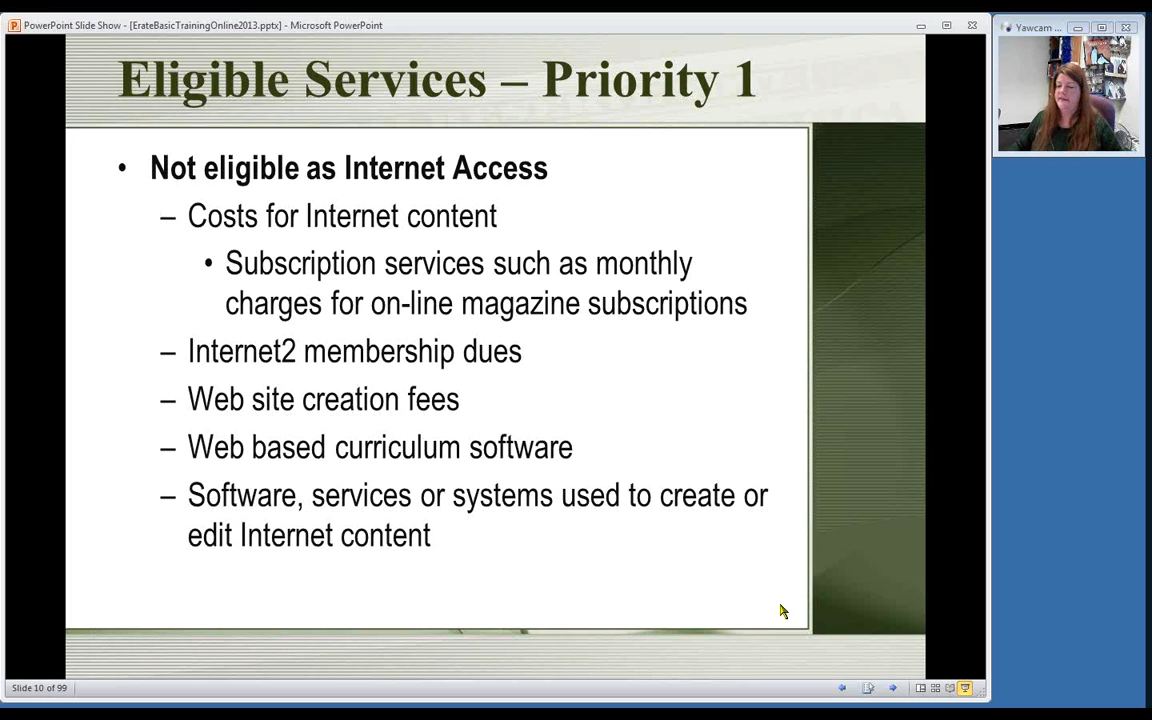 PowerPoint Slide Show - [ErateBasicTrainingOnline2013.pptx] - Microsoft PowerPoint
Yawcam ...
Eligible Services – Priority 1
• Not eligible as Internet Access
– Costs for Internet content
• Subscription services such as monthly
charges for on-line magazine subscriptions
– Internet2 membership dues
– Web site creation fees
– Web based curriculum software
– Software, services or systems used to create or
edit Internet content
Slide 10 of 99